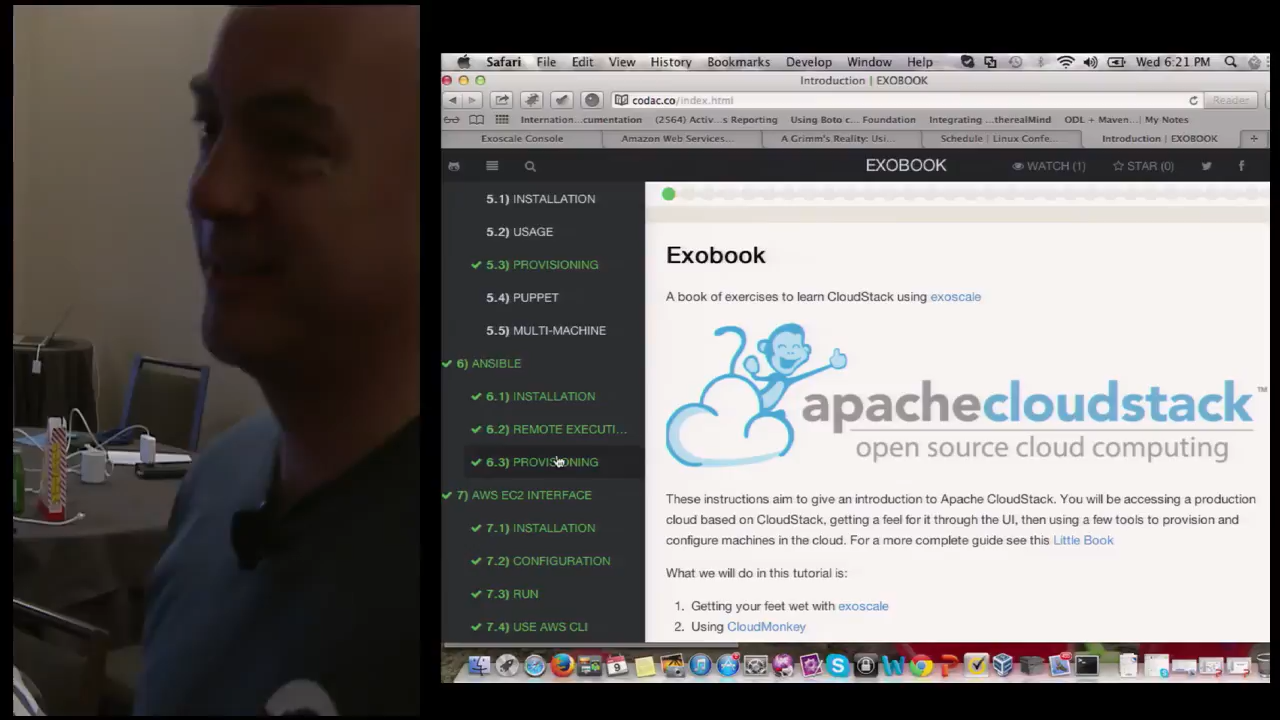 Safari File Edit View History Bookmarks Develop Window Help Wed 6:21 PM
Introduction | EXOBOOK
codac.co/index.html Reader
International...cumentation (2564) Activ...s Reporting Using Boto c... Foundation Integrating ...therealMind ODL + Maven... | My Notes
Exoscale Console Amazon Web Services... A Grimm's Reality: Usi... Schedule | Linux Confe... Introduction | EXOBOOK
EXOBOOK WATCH (1) STAR (0)
5.1) INSTALLATION
5.2) USAGE
5.3) PROVISIONING
5.4) PUPPET
5.5) MULTI-MACHINE
6) ANSIBLE
6.1) INSTALLATION
6.2) REMOTE EXECUTI...
6.3) PROVISIONING
7) AWS EC2 INTERFACE
7.1) INSTALLATION
7.2) CONFIGURATION
7.3) RUN
7.4) USE AWS CLI
Exobook
A book of exercises to learn CloudStack using exoscale
apachecloudstack™
open source cloud computing
These instructions aim to give an introduction to Apache CloudStack. You will be accessing a production
cloud based on CloudStack, getting a feel for it through the UI, then using a few tools to provision and
configure machines in the cloud. For a more complete guide see this Little Book
What we will do in this tutorial is:
1. Getting your feet wet with exoscale
2. Using CloudMonkey